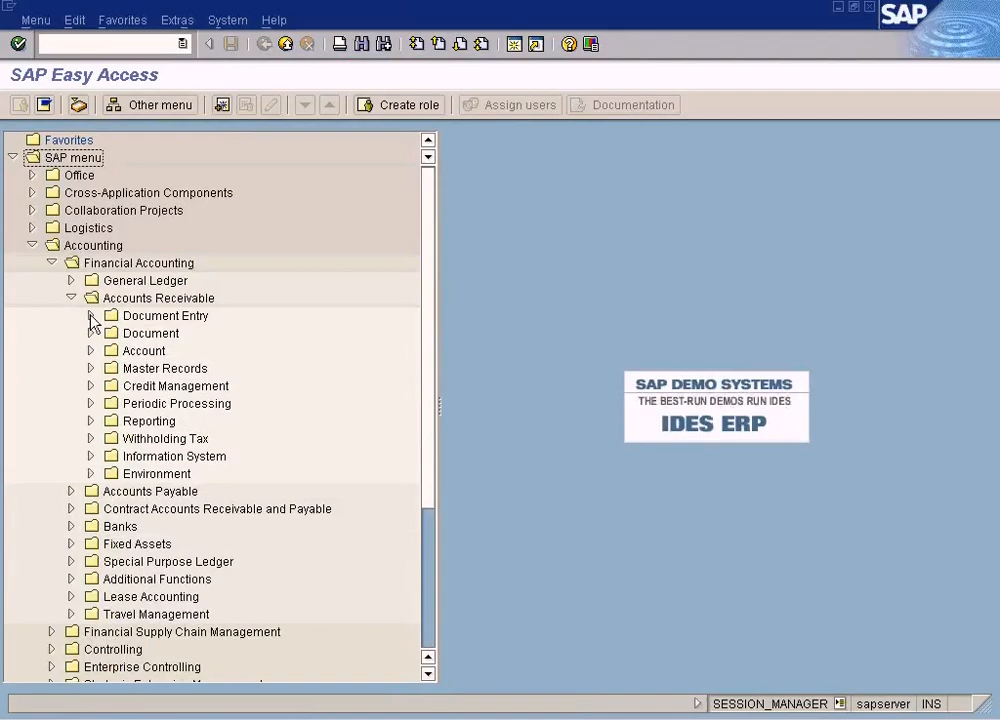 Menu Edit Favorites Extras System Help
SAP
SAP Easy Access
Other menu Create role Assign users Documentation
Favorites
SAP menu
Office
Cross-Application Components
Collaboration Projects
Logistics
Accounting
Financial Accounting
General Ledger
Accounts Receivable
Document Entry
Document
Account
Master Records
Credit Management
Periodic Processing
Reporting
Withholding Tax
Information System
Environment
Accounts Payable
Contract Accounts Receivable and Payable
Banks
Fixed Assets
Special Purpose Ledger
Additional Functions
Lease Accounting
Travel Management
Financial Supply Chain Management
Controlling
Enterprise Controlling
SAP DEMO SYSTEMS
THE BEST-RUN DEMOS RUN IDES
IDES ERP
SESSION_MANAGER sapserver INS